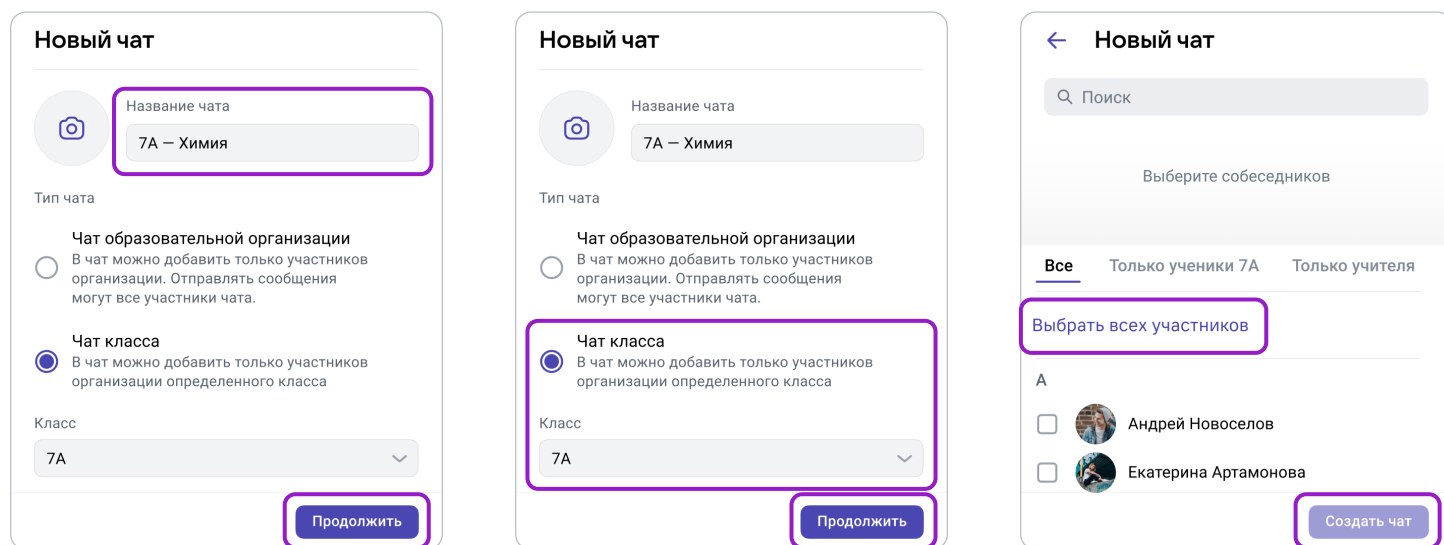 Новый чат
Название чата
7А — Химия
Тип чата
Чат образовательной организации
В чат можно добавить только участников
организации. Отправлять сообщения
могут все участники чата.
Чат класса
В чат можно добавить только участников
организации определенного класса
Класс
7А
Продолжить
Новый чат
Название чата
7А — Химия
Тип чата
Чат образовательной организации
В чат можно добавить только участников
организации. Отправлять сообщения
могут все участники чата.
Чат класса
В чат можно добавить только участников
организации определенного класса
Класс
7А
Продолжить
Новый чат
Поиск
Выберите собеседников
Все Только ученики 7А Только учителя
Выбрать всех участников
А
Андрей Новоселов
Екатерина Артамонова
Создать чат